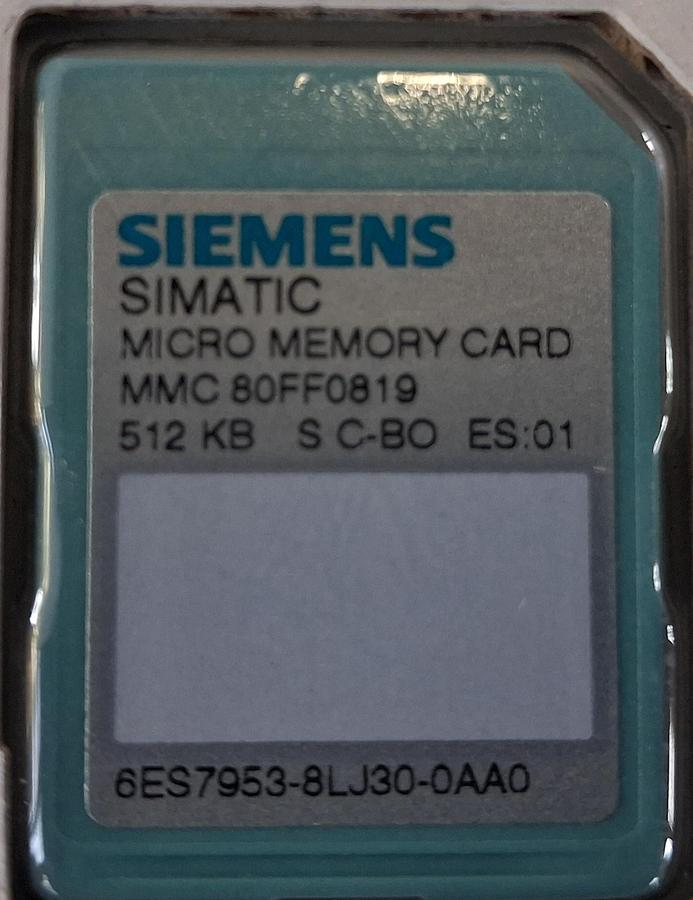 SIEMENS
SIMATIC
MICRO MEMORY CARD
MMC 80FF0819
512 KB S C-BO ES:01
6ES7953-8LJ30-0AA0